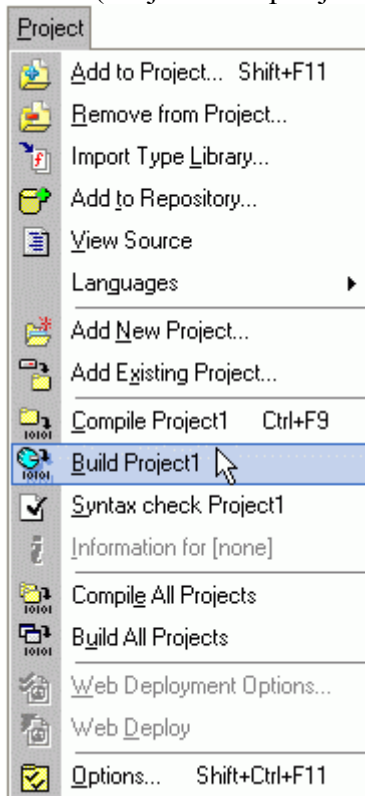 Project
Add to Project... Shift+F11
Remove from Project...
Import Type Library...
Add to Repository...
View Source
Languages
Add New Project...
Add Existing Project...
Compile Project1 Ctrl+F9
Build Project1
Syntax check Project1
Information for [none]
Compile All Projects
Build All Projects
Web Deployment Options...
Web Deploy
Options... Shift+Ctrl+F11